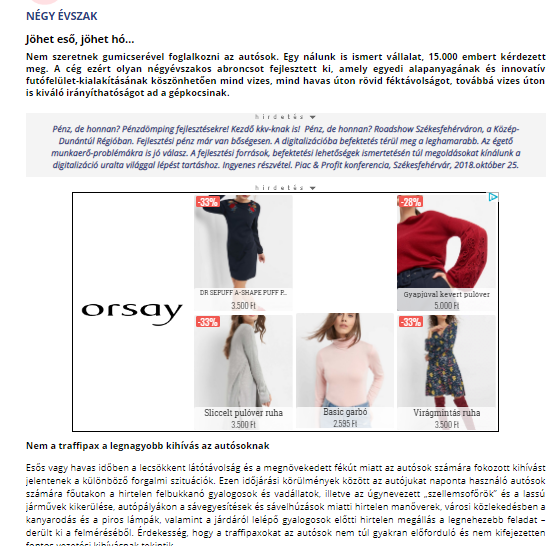 NÉGY ÉVSZAK
Jöhet eső, jöhet hó...
Nem szeretnek gumicserével foglalkozni az autósok. Egy nálunk is ismert vállalat, 15.000 embert kérdezett
meg. A cég ezért olyan négyévszakos abroncsot fejlesztett ki, amely egyedi alapanyagának és innovatív
futófelület-kialakításának köszönhetően mind vizes, mind havas úton rövid féktávolságot, továbbá vizes úton
is kiváló irányíthatóságot ad a gépkocsinak.
hirdetés
Pénz, de honnan? Pénzdömping fejlesztésekre! Kezdő kkv-knak is! Pénz, de honnan? Roadshow Székesfehérváron, a Közép-
Dunántúl Régióban. Fejlesztési pénz már van bőségesen. A digitalizációba befektetés térül meg a leghamarabb. Az égető
munkaerő-problémákra is jó válasz. A fejlesztési források, befektetési lehetőségek ismertetésén túl megoldásokat kínálunk a
digitalizáció uralta világgal lépést tartáshoz. Ingyenes részvétel. Piac & Profit konferencia, Székesfehérvár, 2018.október 25.
hirdetés
-33%
-28%
DR SEPUFF A-SHAPE PUFF P...
3.500 Ft
Gyapjúval kevert pulóver
5.000 Ft
orsay
-33%
-33%
Sliccelt pulóver ruha
3.500 Ft
Basic garbó
2.595 Ft
Virágmintás ruha
3.500 Ft
Nem a traffipax a legnagyobb kihívás az autósoknak
Esős vagy havas időben a lecsökkent látótávolság és a megnövekedett fékút miatt az autósok számára fokozott kihívást
jelentenek a különböző forgalmi szituációk. Ezen időjárási körülmények között az autójukat naponta használó autósok
számára főutakon a hirtelen felbukkanó gyalogosok és vadállatok, illetve az úgynevezett „szellemsofőrök” és a lassú
járművek kikerülése, autópályákon a sávegyesítések és sávelhúzások miatti hirtelen manőverek, városi közlekedésben a
kanyarodás és a piros lámpák, valamint a járdáról lelépő gyalogosok előtti hirtelen megállás a legnehezebb feladat –
derült ki a felméréséből. Érdekesség, hogy a traffipaxokat az autósok nem túl gyakran előforduló és nem kifejezetten
fontos vezetési kihívásnak tekintik.